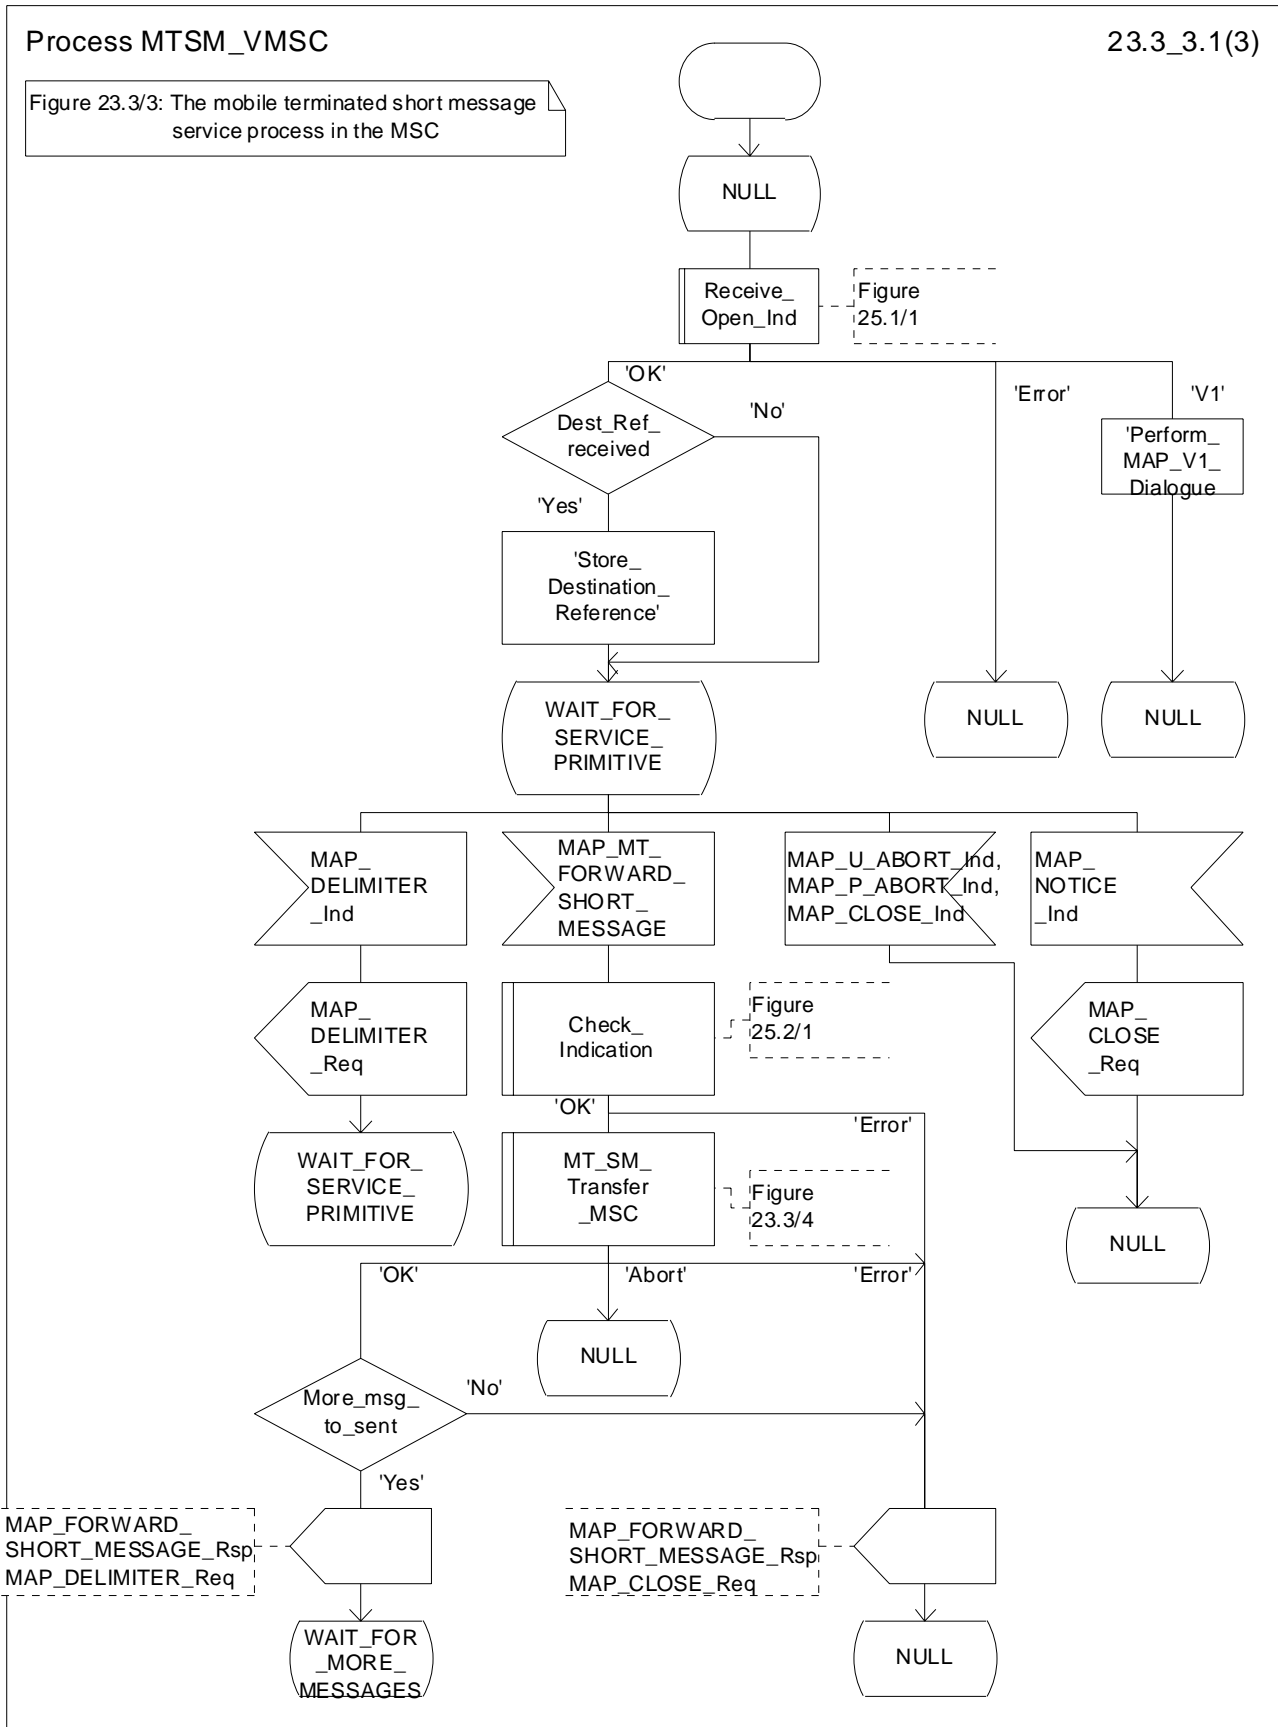 Process MTSM_VMSC
23.3_3.1(3)
Figure 23.3/3: The mobile terminated short message
service process in the MSC
NULL
Receive_
Open_Ind
Figure
25.1/1
'OK'
'No'
'Error'
'V1'
Dest_Ref_
received
'Perform_
MAP_V1_
Dialogue
'Yes'
'Store_
Destination_
Reference'
WAIT_FOR_
SERVICE_
PRIMITIVE
NULL
NULL
MAP_
DELIMITER
_Ind
MAP_MT_
FORWARD_
SHORT_
MESSAGE
MAP_U_ABORT_Ind,
MAP_P_ABORT_Ind,
MAP_CLOSE_Ind
MAP_
NOTICE
_Ind
MAP_
DELIMITER
_Req
Check_
Indication
Figure
25.2/1
MAP_
CLOSE
_Req
'OK'
'Error'
WAIT_FOR_
SERVICE_
PRIMITIVE
MT_SM_
Transfer
_MSC
Figure
23.3/4
NULL
'OK'
'Abort'
'Error'
NULL
More_msg_
to_sent
'No'
'Yes'
MAP_FORWARD_
SHORT_MESSAGE_Rsp
MAP_DELIMITER_Req
MAP_FORWARD_
SHORT_MESSAGE_Rsp
MAP_CLOSE_Req
WAIT_FOR
_MORE_
MESSAGES
NULL